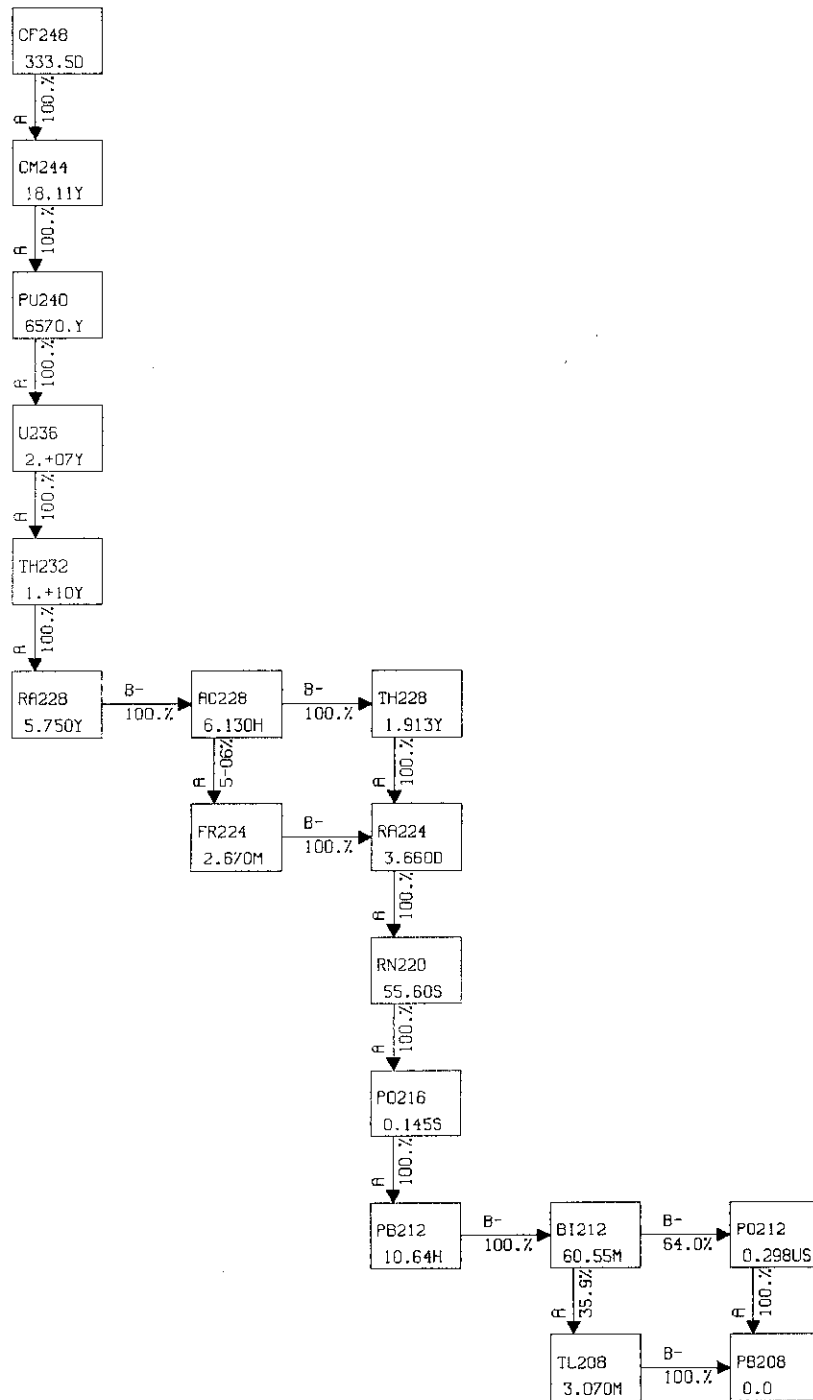 CF248
333.5D
A
100.%
CM244
18.11Y
A
100.%
PU240
6570.Y
A
100.%
U236
2.+07Y
A
100.%
TH232
1.+10Y
A
100.%
RA228
5.750Y
B-
100.%
AC228
6.130H
B-
100.%
TH228
1.913Y
A
5-06%
A
100.%
FR224
2.670M
B-
100.%
RA224
3.660D
A
100.%
RN220
55.60S
A
100.%
PO216
0.145S
A
100.%
PB212
10.64H
B-
100.%
BI212
60.55M
B-
64.0%
PO212
0.298US
A
35.9%
A
100.%
TL208
3.070M
B-
100.%
PB208
0.0